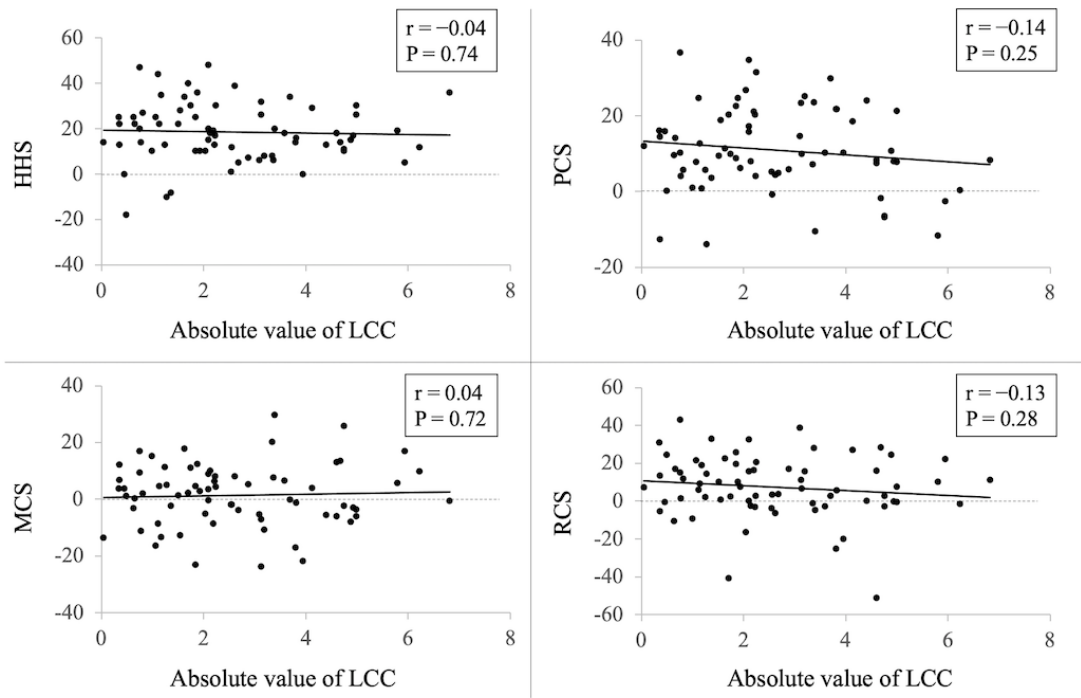 r = −0.04
P = 0.74
HHS
60
40
20
0
-20
-40
0 2 4 6 8
Absolute value of LCC
r = −0.14
P = 0.25
PCS
40
20
0
-20
0 2 4 6 8
Absolute value of LCC
r = 0.04
P = 0.72
MCS
40
20
0
-20
-40
0 2 4 6 8
Absolute value of LCC
r = −0.13
P = 0.28
RCS
60
40
20
0
-20
-40
-60
0 2 4 6 8
Absolute value of LCC